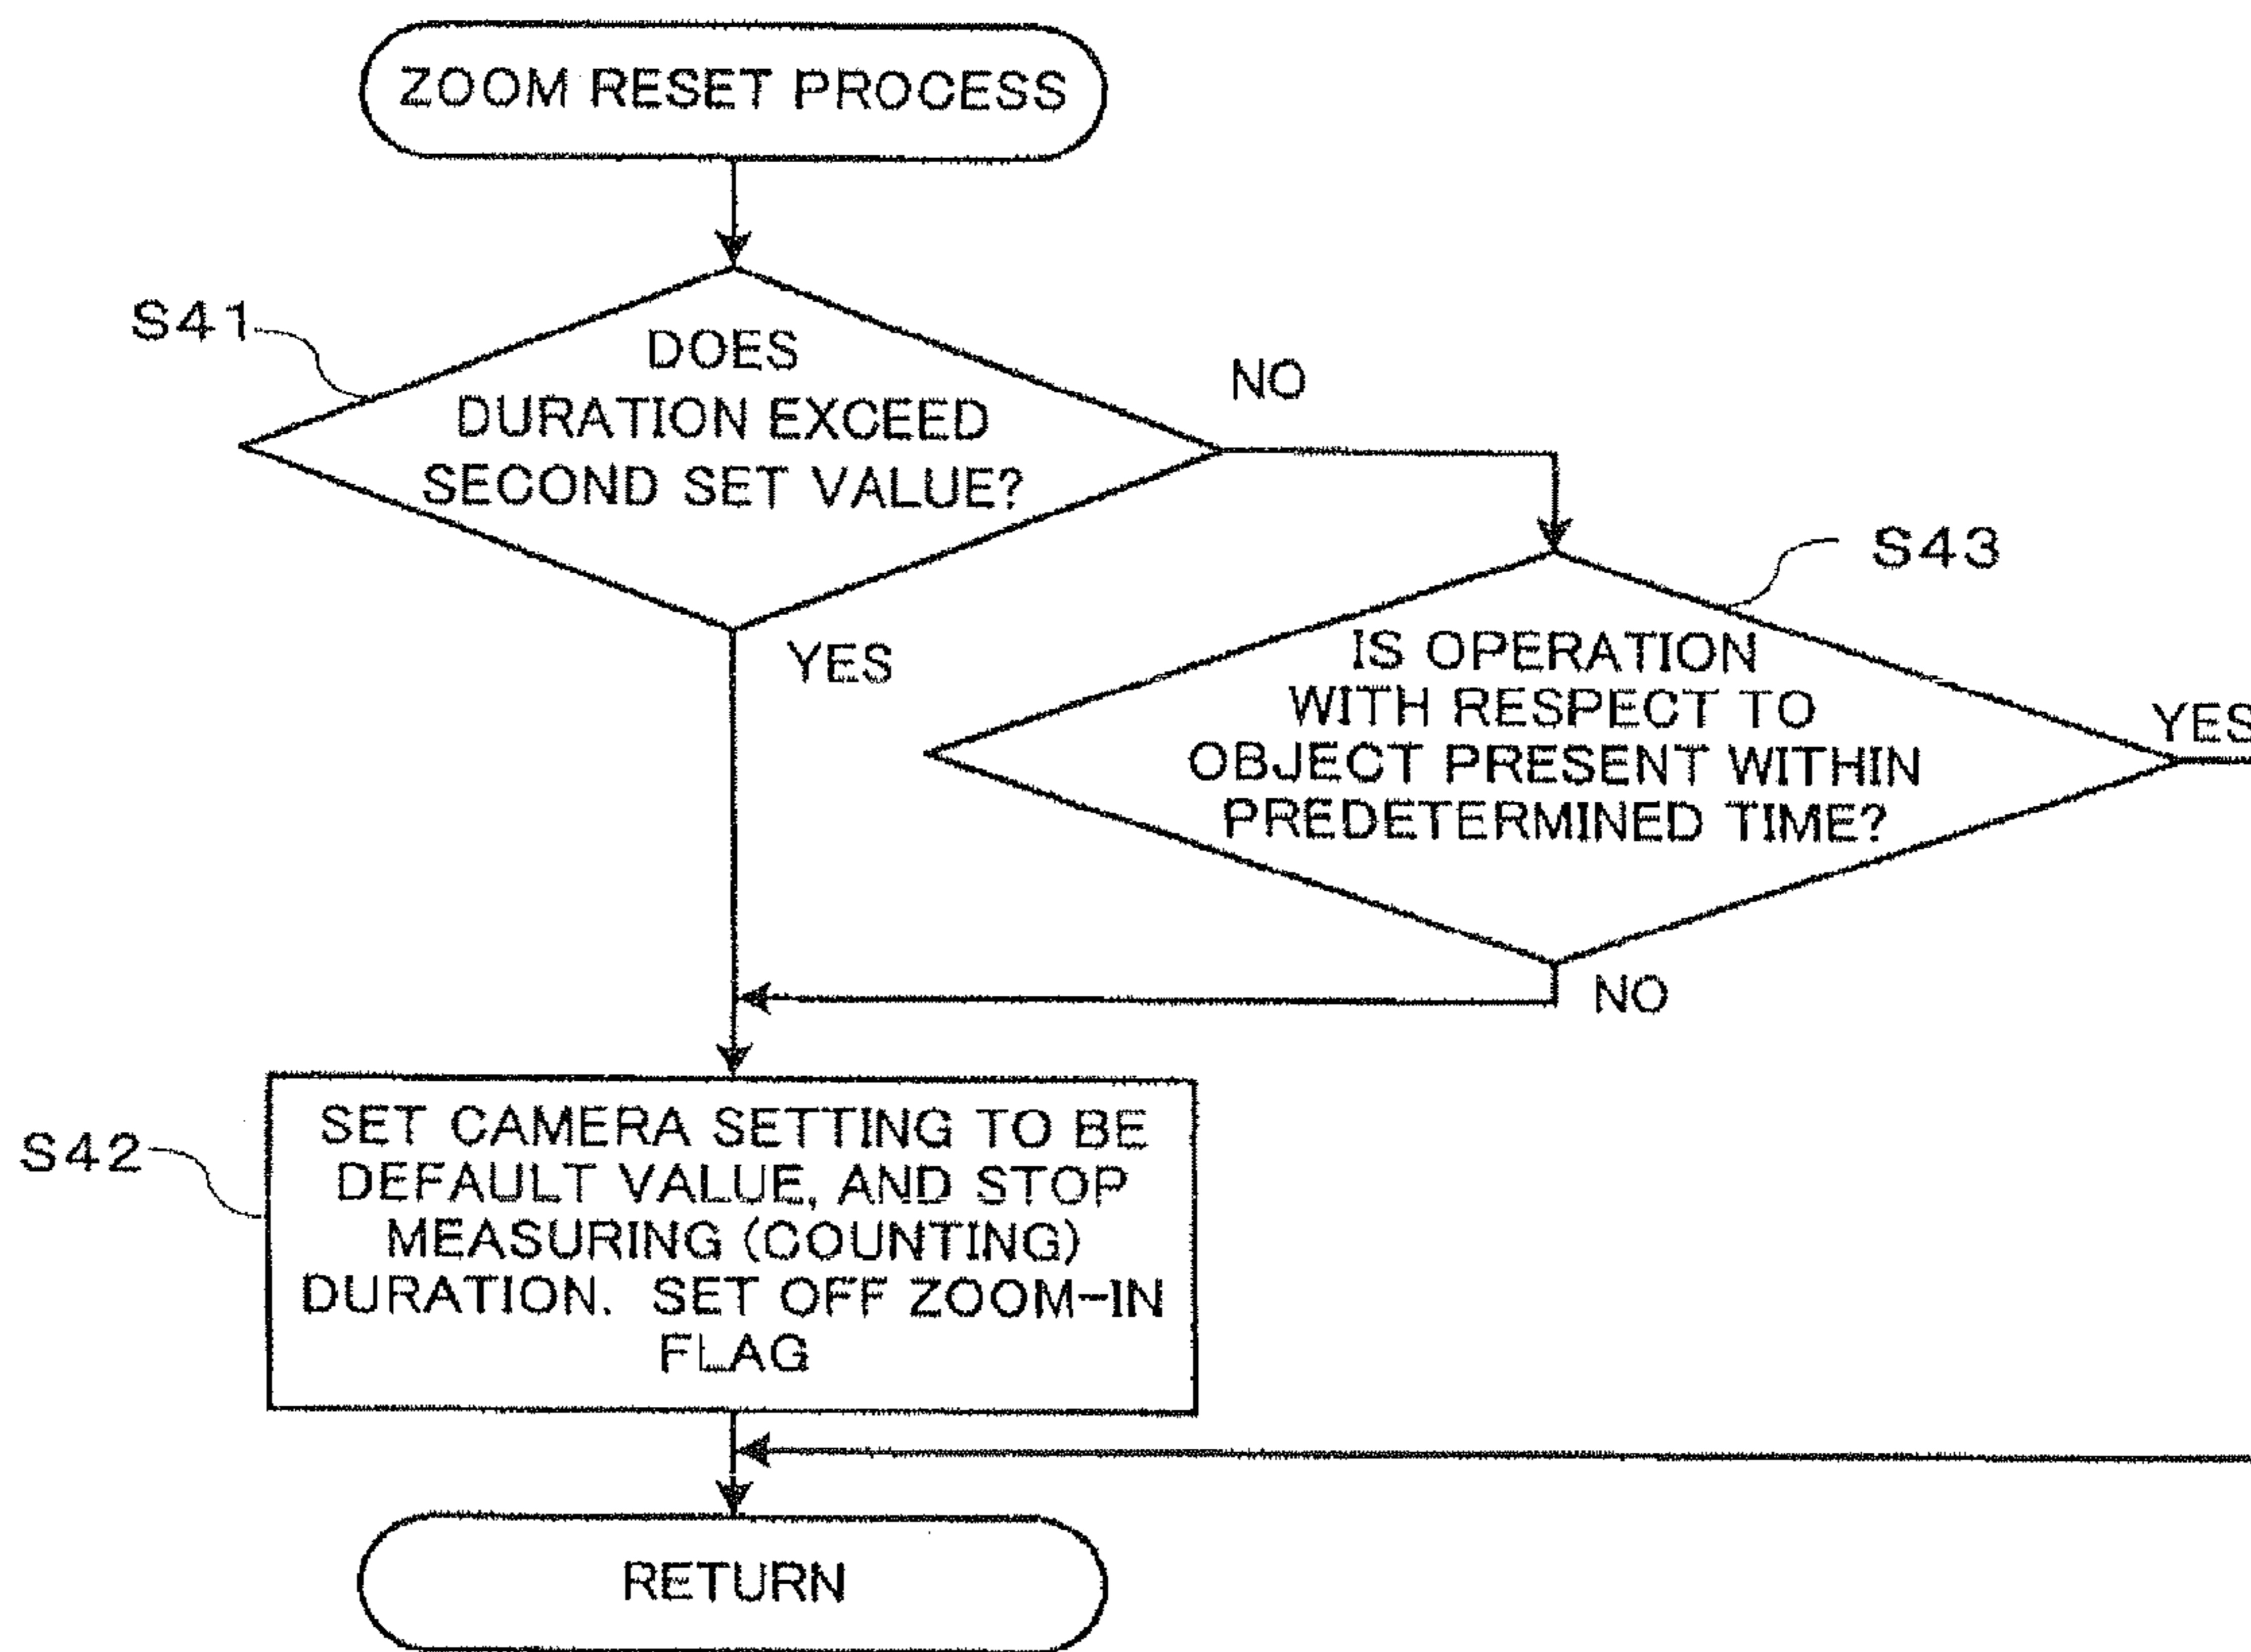 ZOOM RESET PROCESS
S41
DOES
DURATION EXCEED
SECOND SET VALUE?
NO
YES
S43
IS OPERATION
WITH RESPECT TO
OBJECT PRESENT WITHIN
PREDETERMINED TIME?
YES
NO
S42
SET CAMERA SETTING TO BE
DEFAULT VALUE, AND STOP
MEASURING (COUNTING)
DURATION. SET OFF ZOOM-IN
FLAG
RETURN